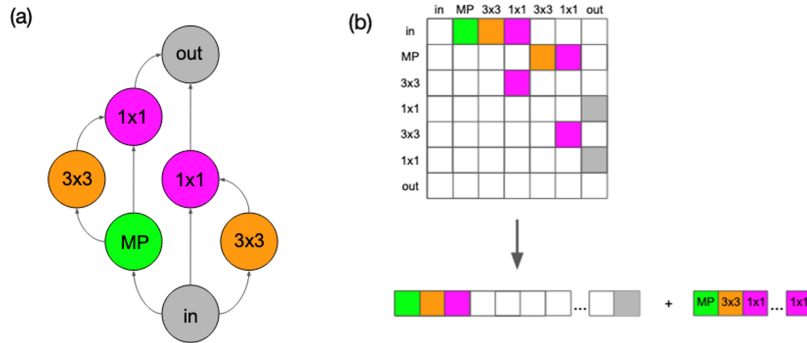 (a)
out
1x1
3x3
1x1
MP
3x3
in
(b)
in MP 3x3 1x1 3x3 1x1 out
in
MP
3x3
1x1
3x3
1x1
out
... + MP 3x3 1x1 ... 1x1